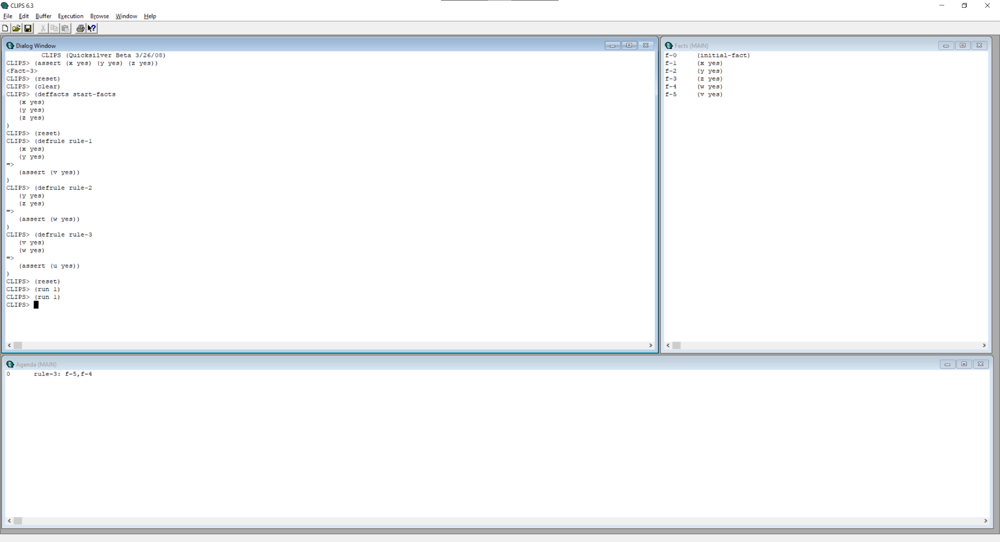 CLIPS 6.3
File Edit Buffer Execution Browse Window Help
Dialog Window
CLIPS (Quicksilver Beta 3/26/08)
CLIPS> (assert (x yes) (y yes) (z yes))
<Fact-3>
CLIPS> (reset)
CLIPS> (clear)
CLIPS> (deffacts start-facts
(x yes)
(y yes)
(z yes)
)
CLIPS> (reset)
CLIPS> (defrule rule-1
(x yes)
(y yes)
=>
(assert (v yes))
)
CLIPS> (defrule rule-2
(y yes)
(z yes)
=>
(assert (w yes))
)
CLIPS> (defrule rule-3
(v yes)
(w yes)
=>
(assert (u yes))
)
CLIPS> (reset)
CLIPS> (run 1)
CLIPS> (run 1)
CLIPS>
Facts (MAIN)
f-0 (initial-fact)
f-1 (x yes)
f-2 (y yes)
f-3 (z yes)
f-4 (w yes)
f-5 (v yes)
Agenda (MAIN)
0 rule-3: f-5,f-4